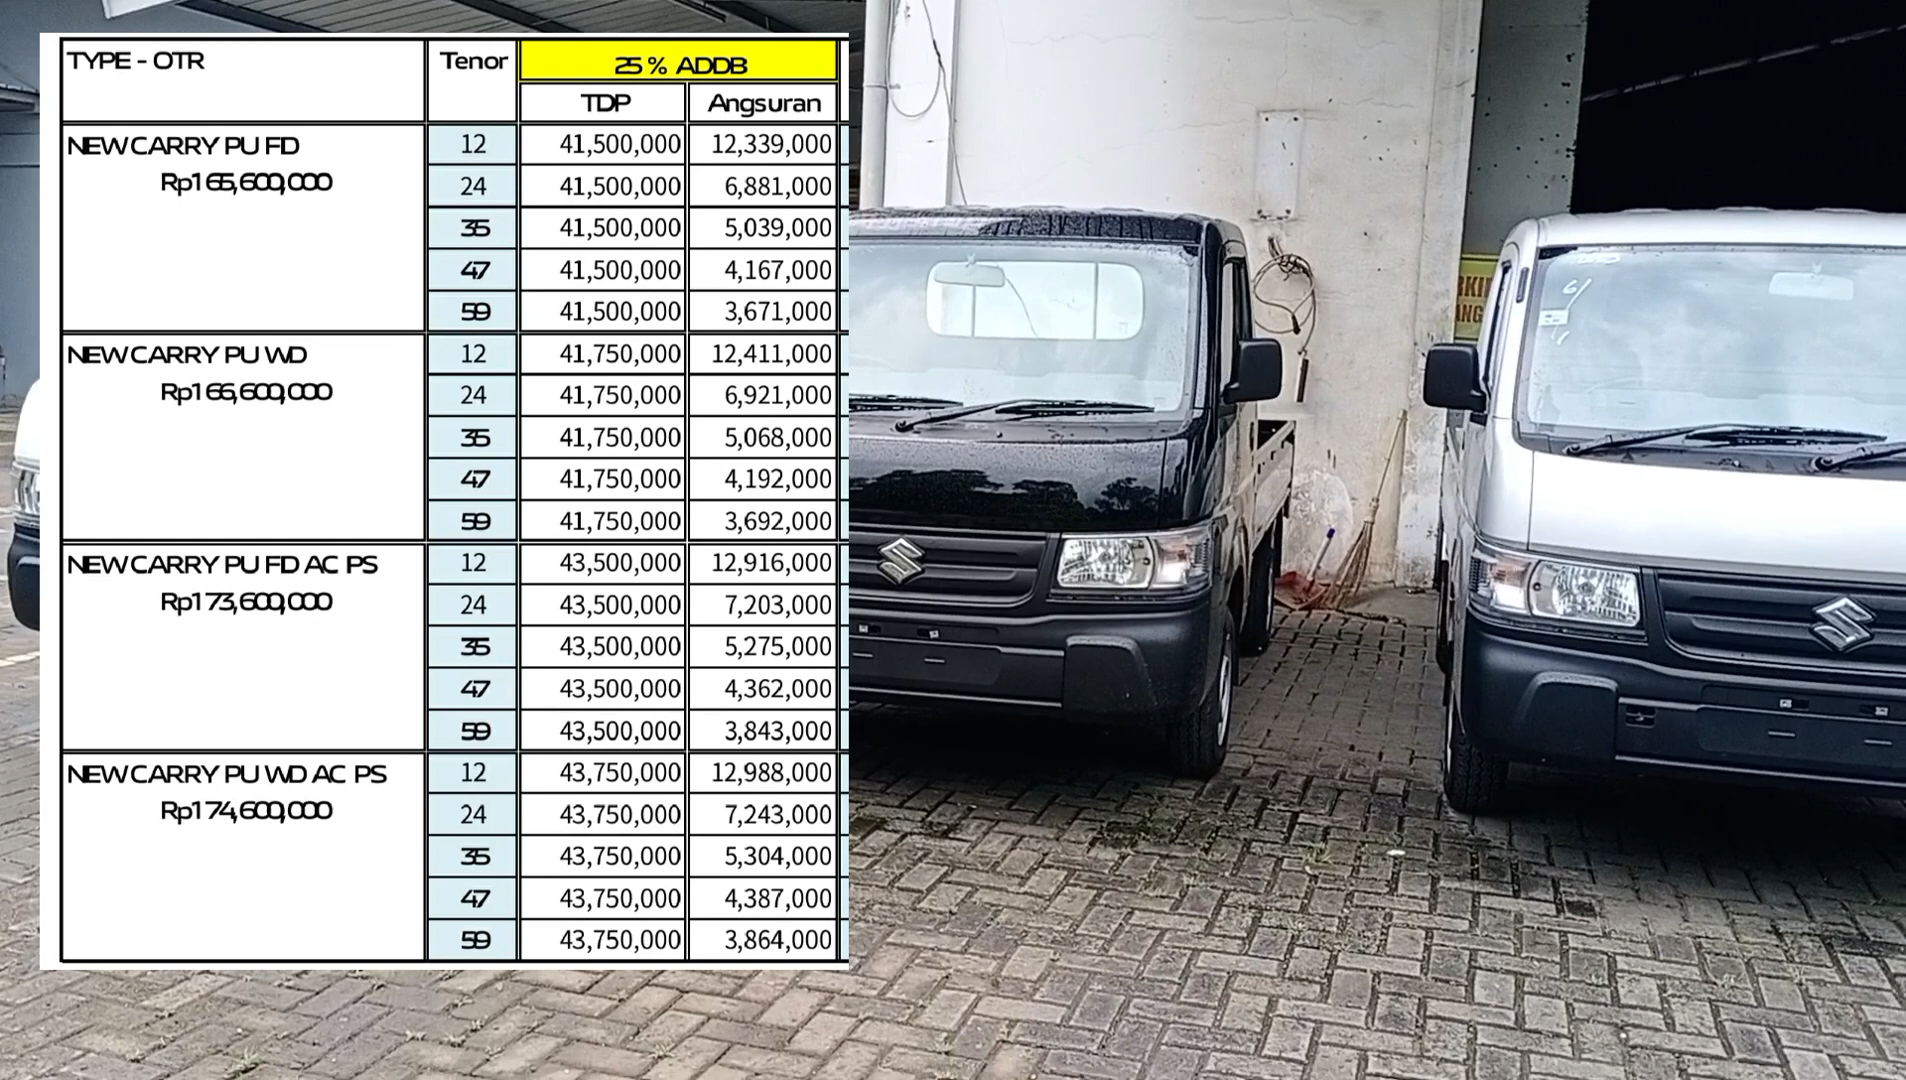 TYPE - OTR Tenor 25 % ADDB
TDP Angsuran
NEW CARRY PU FD 12 41,500,000 12,339,000
Rp165,600,000 24 41,500,000 6,881,000
35 41,500,000 5,039,000
47 41,500,000 4,167,000
59 41,500,000 3,671,000
NEW CARRY PU WD 12 41,750,000 12,411,000
Rp166,600,000 24 41,750,000 6,921,000
35 41,750,000 5,068,000
47 41,750,000 4,192,000
59 41,750,000 3,692,000
NEW CARRY PU FD AC PS 12 43,500,000 12,916,000
Rp173,600,000 24 43,500,000 7,203,000
35 43,500,000 5,275,000
47 43,500,000 4,362,000
59 43,500,000 3,843,000
NEW CARRY PU WD AC PS 12 43,750,000 12,988,000
Rp174,600,000 24 43,750,000 7,243,000
35 43,750,000 5,304,000
47 43,750,000 4,387,000
59 43,750,000 3,864,000